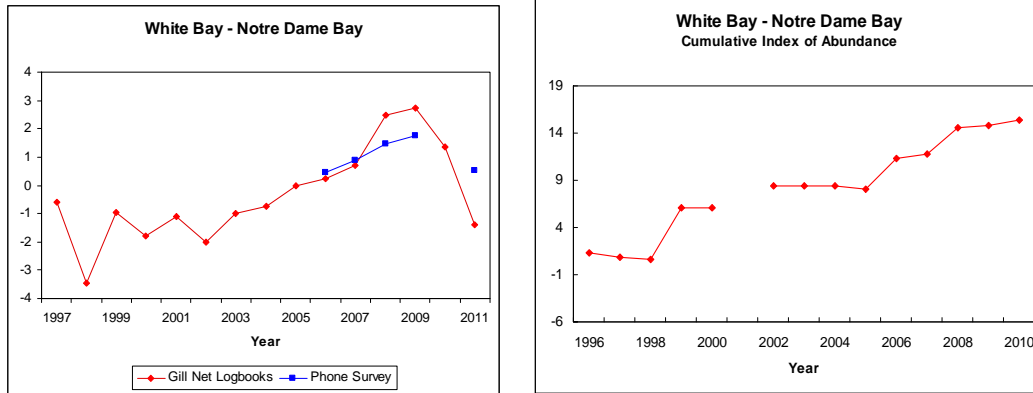 White Bay - Notre Dame Bay
4
3
2
1
0
-1
-2
-3
-4
1997 1999 2001 2003 2005 2007 2009 2011
Year
Gill Net Logbooks Phone Survey
White Bay - Notre Dame Bay
Cumulative Index of Abundance
19
14
9
4
-1
-6
1996 1998 2000 2002 2004 2006 2008 2010
Year